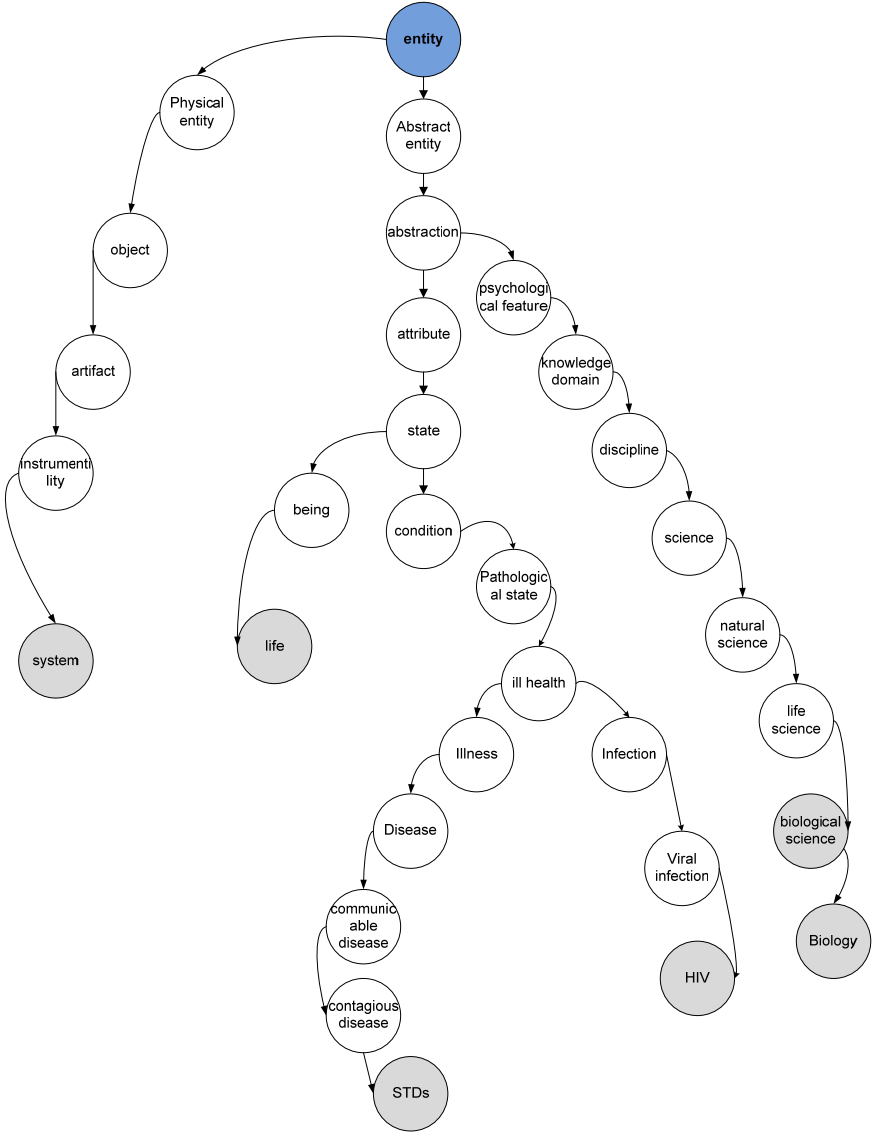 entity
Physical
entity
Abstract
entity
abstraction
object
psychologi
cal feature
attribute
artifact
knowledge
domain
state
discipline
instrumenti
lity
being
condition
science
Pathologic
al state
natural
science
life
system
ill health
life
science
Illness
Infection
Disease
biological
science
Viral
infection
communic
able
disease
Biology
HIV
contagious
disease
STDs